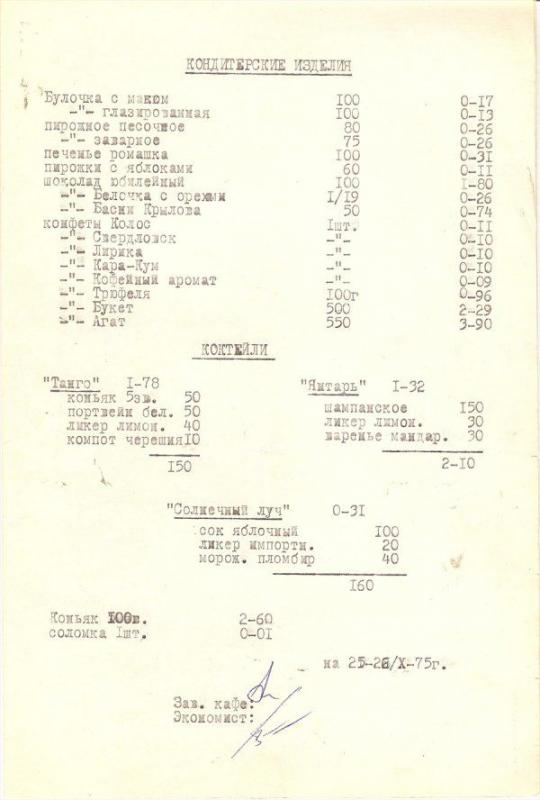 КОНДИТЕРСКИЕ ИЗДЕЛИЯ
Булочка с маком 100 0-17
-"- глазированная 100 0-13
пирожное песочное 80 0-26
-"- заварное 75 0-26
печенье ромашка 100 0-31
пирожки с яблоками 60 0-11
шоколад юбилейный 100 1-80
-"- Белочка с орехами 1/19 0-26
-"- Басни Крылова 50 0-74
конфеты Колос 1шт. 0-11
-"- Свердловск -"- 0-10
-"- Лирика -"- 0-10
-"- Кара-Кум -"- 0-10
-"- Кофейный аромат -"- 0-09
-"- Трюфеля 100г 0-96
-"- Букет 500 2-29
-"- Агат 550 3-90
КОКТЕЙЛИ
"Танго" 1-78
коньяк 5зв. 50
портвейн бел. 50
ликер лимон. 40
компот черешня10
150
"Янтарь" 1-32
шампанское 150
ликер лимон. 30
варенье мандар. 30
2-10
"Солнечный луч" 0-31
сок яблочный 100
ликер импортн. 20
морож. пломбир 40
160
Коньяк 2-60
соломка 1шт. 0-01
на /X-75г.
Зав. кафе:
Экономист: